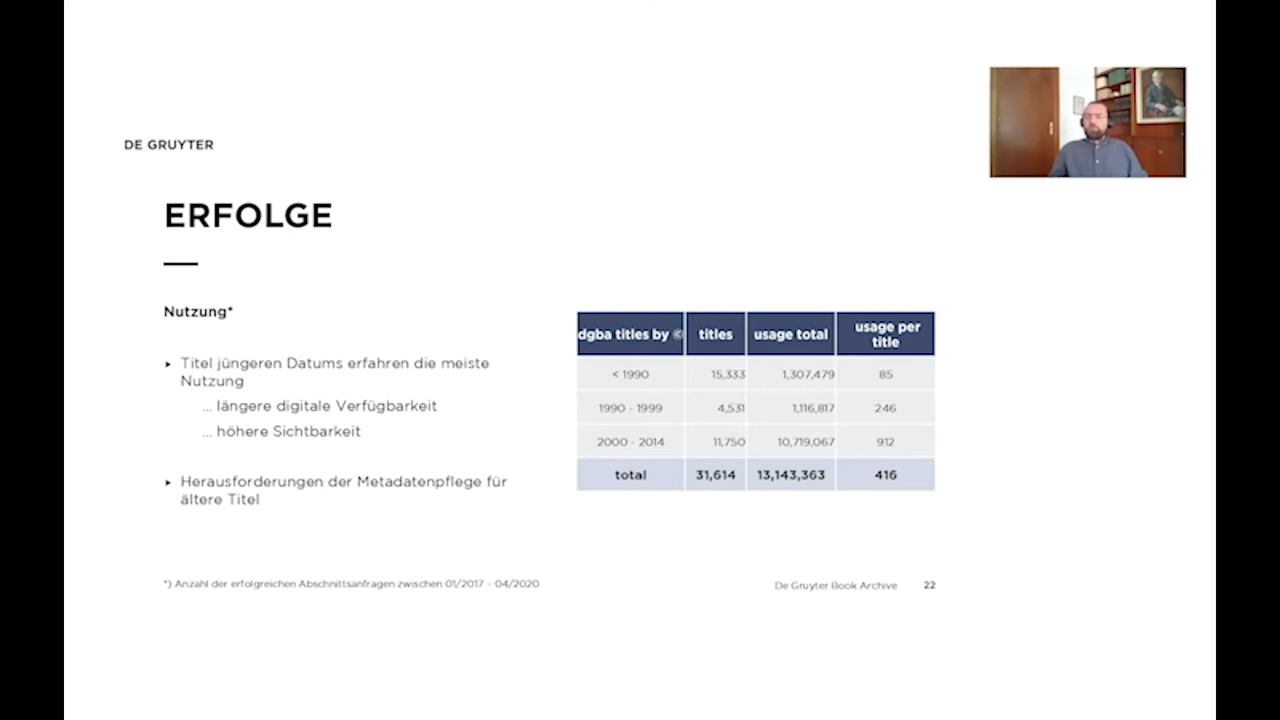 DE GRUYTER
ERFOLGE
Nutzung*
▸ Titel jüngeren Datums erfahren die meiste
Nutzung
... längere digitale Verfügbarkeit
... höhere Sichtbarkeit
▸ Herausforderungen der Metadatenpflege für
ältere Titel
dgba titles by © titles usage total usage per title
< 1990 15,333 1,307,479 85
1990 - 1999 4,531 1,116,817 246
2000 - 2014 11,750 10,719,067 912
total 31,614 13,143,363 416
*) Anzahl der erfolgreichen Abschnittsanfragen zwischen 01/2017 – 04/2020
De Gruyter Book Archive 22